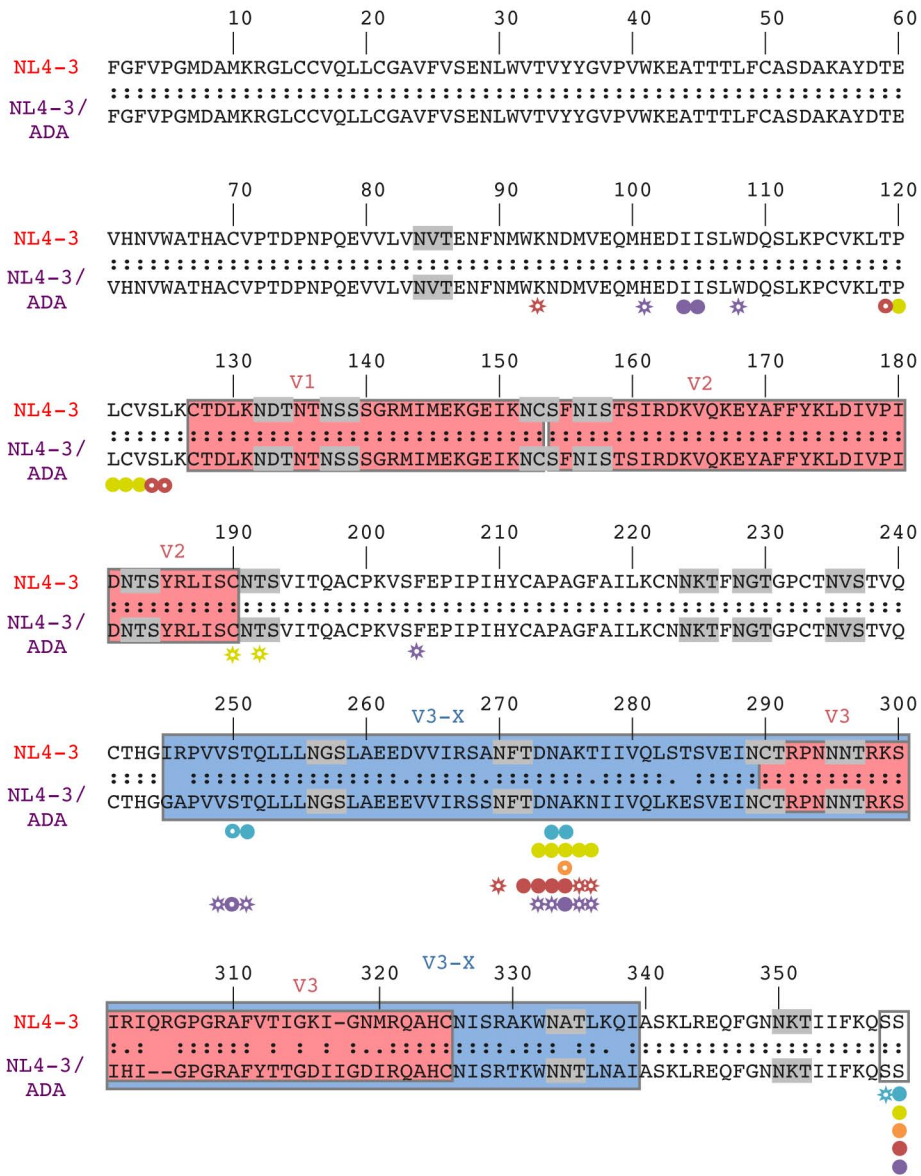 10 20 30 40 50 60
NL4-3 FGFVPGMDAMKRGLCCVQLLCGAVFVSENLWVTVYYGVPVWKEATTTLFCASDAKAYDTE
::::::::::::::::::::::::::::::::::::::::::::::::::::::::::::
NL4-3/ FGFVPGMDAMKRGLCCVQLLCGAVFVSENLWVTVYYGVPVWKEATTTLFCASDAKAYDTE
ADA
70 80 90 100 110 120
NL4-3 VHNVWATHACVPTDPNPQEVVLVNVTENFNMWKNDMVEQMHEDIISLWDQSLKPCVKLTP
::::::::::::::::::::::::::::::::::::::::::::::::::::::::::::
NL4-3/ VHNVWATHACVPTDPNPQEVVLVNVTENFNMWKNDMVEQMHEDIISLWDQSLKPCVKLTP
ADA
130 140 150 160 170 180
V1 V2
NL4-3 LCVSLKCTDLKNDTNTNSSSGRMIMEKGEIKNCSFNISTSIRDKVQKEYAFFYKLDIVPI
::::::::::::::::::::::::::::::::::::::::::::::::::::::::::::
NL4-3/ LCVSLKCTDLKNDTNTNSSSGRMIMEKGEIKNCSFNISTSIRDKVQKEYAFFYKLDIVPI
ADA
190 200 210 220 230 240
V2
NL4-3 DNTSYRLISCNTSVITQACPKVSFEPIPIHYCAPAGFAILKCNNKTFNGTGPCTNVSTVQ
::::::::::::::::::::::::::::::::::::::::::::::::::::::::::::
NL4-3/ DNTSYRLISCNTSVITQACPKVSFEPIPIHYCAPAGFAILKCNNKTFNGTGPCTNVSTVQ
ADA
250 260 270 280 290 300
V3-X V3
NL4-3 CTHGIRPVVSTQLLLNGSLAEEDVVIRSANFTDNAKTIIVQLSTSVEINCTRPNNNTRKS
:::: :::::::::::::::::.:::::.:::::::.:::::. ::::::::::::::::
NL4-3/ CTHGGAPVVSTQLLLNGSLAEEEVVIRSSNFTDNAKNIIVQLKESVEINCTRPNNNTRKS
ADA
310 320 330 340 350
V3 V3-X
NL4-3 IRIQRGPGRAFVTIGKI-GNMRQAHCNISRAKWNATLKQIASKLREQFGNNKTIIFKQSS
:.: ::::::: : : : :..:::::::::.:::.::.:::::::::::::::::::::
NL4-3/ IHI--GPGRAFYTTGDIIGDIRQAHCNISRTKWNNTLNAIASKLREQFGNNKTIIFKQSS
ADA